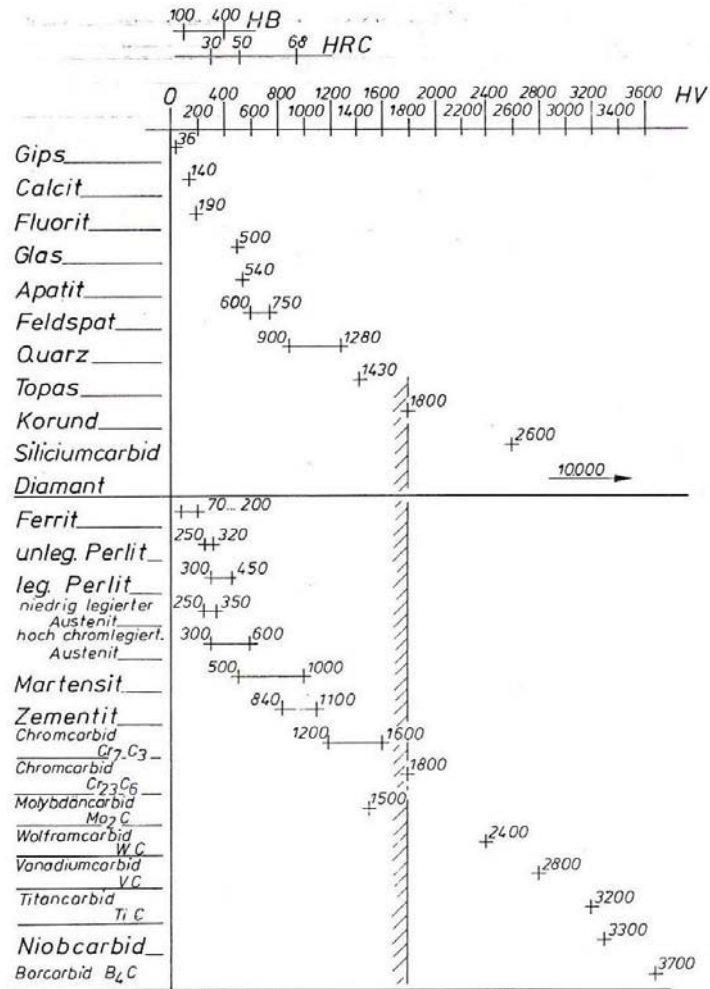 100 400 HB
30 50 68 HRC
0 400 800 1200 1600 2000 2400 2800 3200 3600 HV
200 600 1000 1400 1800 2200 2600 3000 3400
Gips 36
Calcit 140
Fluorit 190
Glas 500
Apatit 540
Feldspat 600 750
Quarz 900 1280
Topas 1430
Korund 1800
Siliciumcarbid 2600
Diamant 10.000
Ferrit 70...200
unleg. Perlit 250 320
leg. Perlit 300 450
niedrig legierter 250 350
Austenit
hoch chromlegiert. 300 600
Austenit
Martensit 500 1000
Zementit 840 1100
Chromcarbid 1200 1600
Cr7C3
Chromcarbid 1800
Cr23C6
Molybdäncarbid 1500
Mo2C
Wolframcarbid 2400
WC
Vanadiumcarbid 2800
VC
Titancarbid 3200
TiC
Niobcarbid 3300
Borcarbid B4C 3700